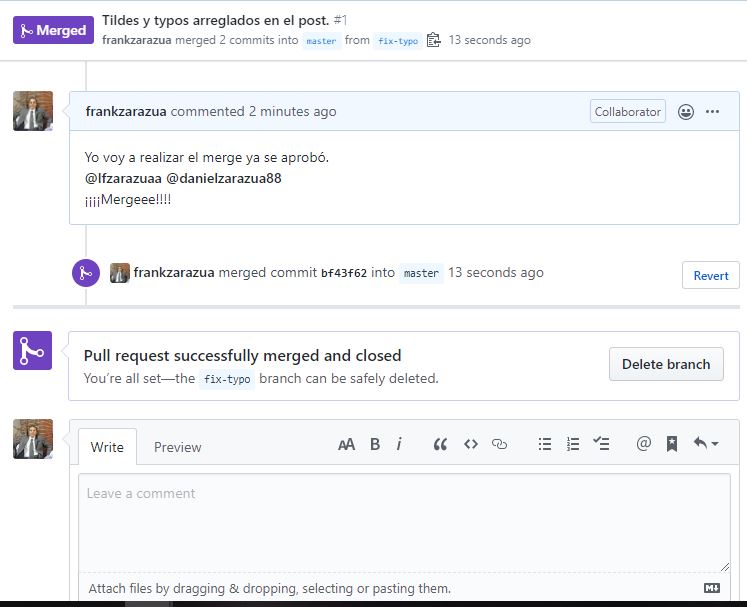 Merged
Tildes y typos arreglados en el post. #1
frankzarazua merged 2 commits into master from fix-typo 13 seconds ago
frankzarazua commented 2 minutes ago
Collaborator
Yo voy a realizar el merge ya se aprobó.
@lfzarazuaa @danielzarazua88
¡¡¡¡Mergeee!!!!
frankzarazua merged commit bf43f62 into master 13 seconds ago
Revert
Pull request successfully merged and closed
You’re all set—the fix-typo branch can be safely deleted.
Delete branch
Write Preview AA B i
Leave a comment
Attach files by dragging & dropping, selecting or pasting them.